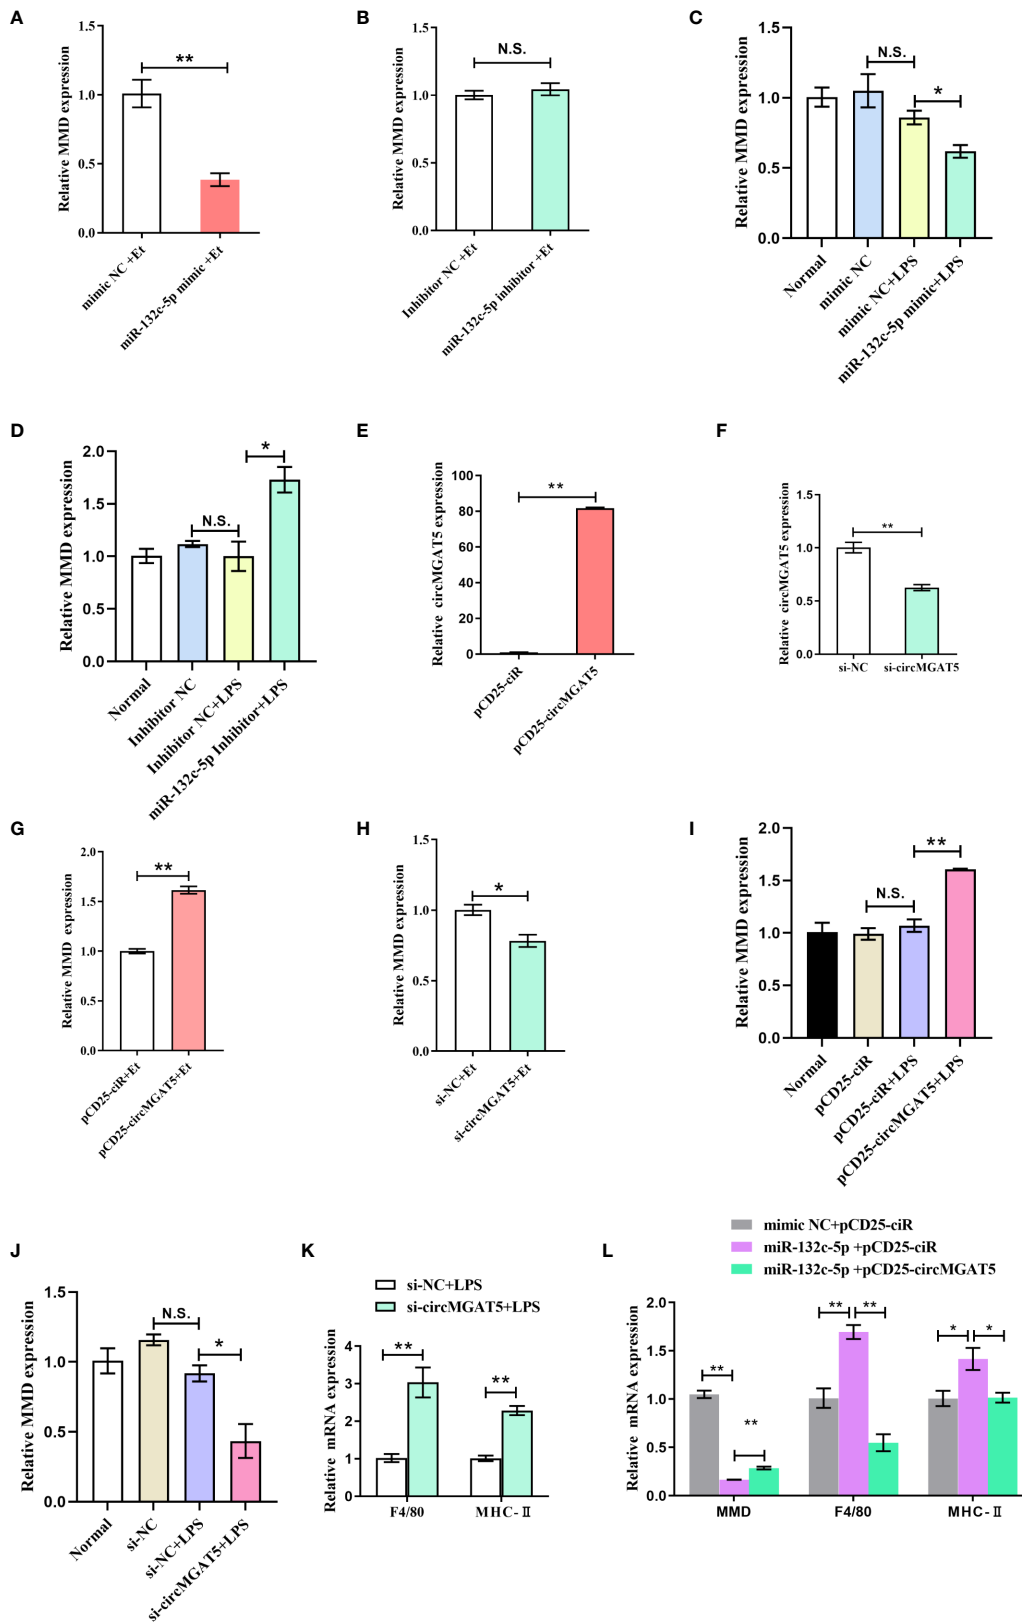 A
Relative MMD expression
1.5
1.0
0.5
0.0
**
mimic NC +Et
miR-132c-5p mimic +Et
B
Relative MMD expression
1.5
1.0
0.5
0.0
N.S.
Inhibitor NC +Et
miR-132c-5p inhibitor +Et
C
Relative MMD expression
1.5
1.0
0.5
0.0
N.S.
*
Normal
mimic NC
mimic NC+LPS
miR-132c-5p mimic+LPS
D
Relative MMD expression
2.0
1.5
1.0
0.5
0.0
N.S.
*
Normal
Inhibitor NC
Inhibitor NC+LPS
miR-132c-5p Inhibitor+LPS
E
Relative circMGAT5 expression
100
80
60
40
20
0
**
pCD25-ciR
pCD25-circMGAT5
F
Relative circMGAT5 expression
1.5
1.0
0.5
0.0
**
si-NC
si-circMGAT5
G
Relative MMD expression
2.0
1.5
1.0
0.5
0.0
**
pCD25-ciR+Et
pCD25-circMGAT5+Et
H
Relative MMD expression
1.5
1.0
0.5
0.0
*
si-NC+Et
si-circMGAT5+Et
I
Relative MMD expression
2.0
1.5
1.0
0.5
0.0
N.S.
**
Normal
pCD25-ciR
pCD25-ciR+LPS
pCD25-circMGAT5+LPS
J
Relative MMD expression
1.5
1.0
0.5
0.0
N.S.
*
Normal
si-NC
si-NC+LPS
si-circMGAT5+LPS
K
si-NC+LPS
si-circMGAT5+LPS
Relative mRNA expression
4
3
2
1
0
**
**
F4/80
MHC-Ⅱ
L
mimic NC+pCD25-ciR
miR-132c-5p +pCD25-ciR
miR-132c-5p +pCD25-circMGAT5
Relative mRNA expression
2.0
1.5
1.0
0.5
0.0
**
**
**
**
*
*
MMD
F4/80
MHC-Ⅱ